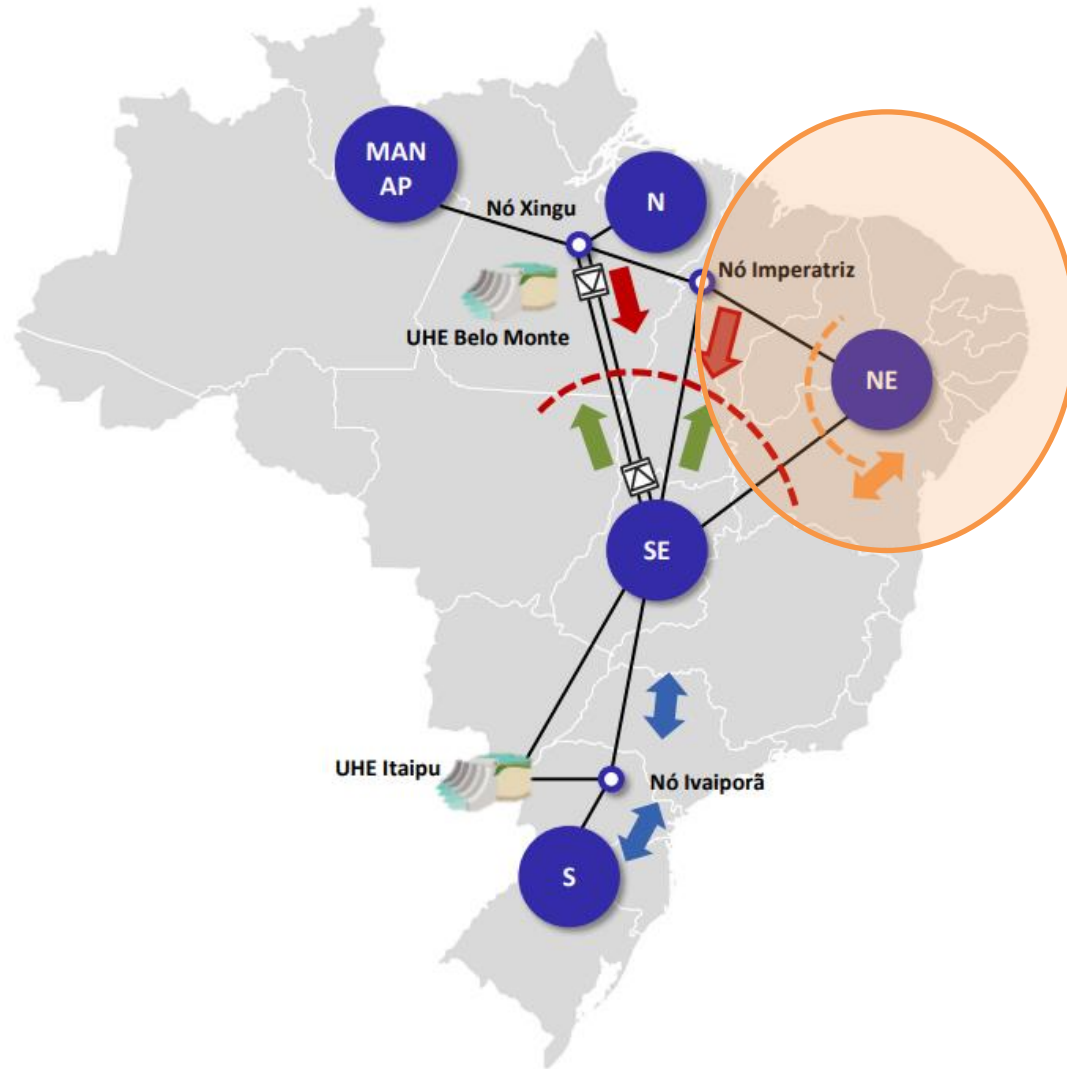 MAN
AP
N
Nó Xingu
Nó Imperatriz
UHE Belo Monte
NE
SE
UHE Itaipu
Nó Ivaiporã
S